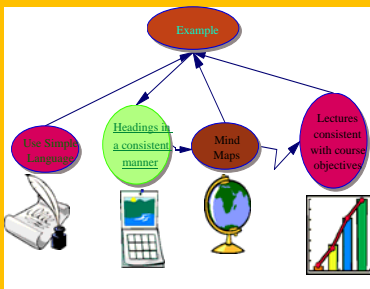 Example
Use Simple
Language
Headings in
a consistent
manner
Mind
Maps
Lectures
consistent
with course
objectives